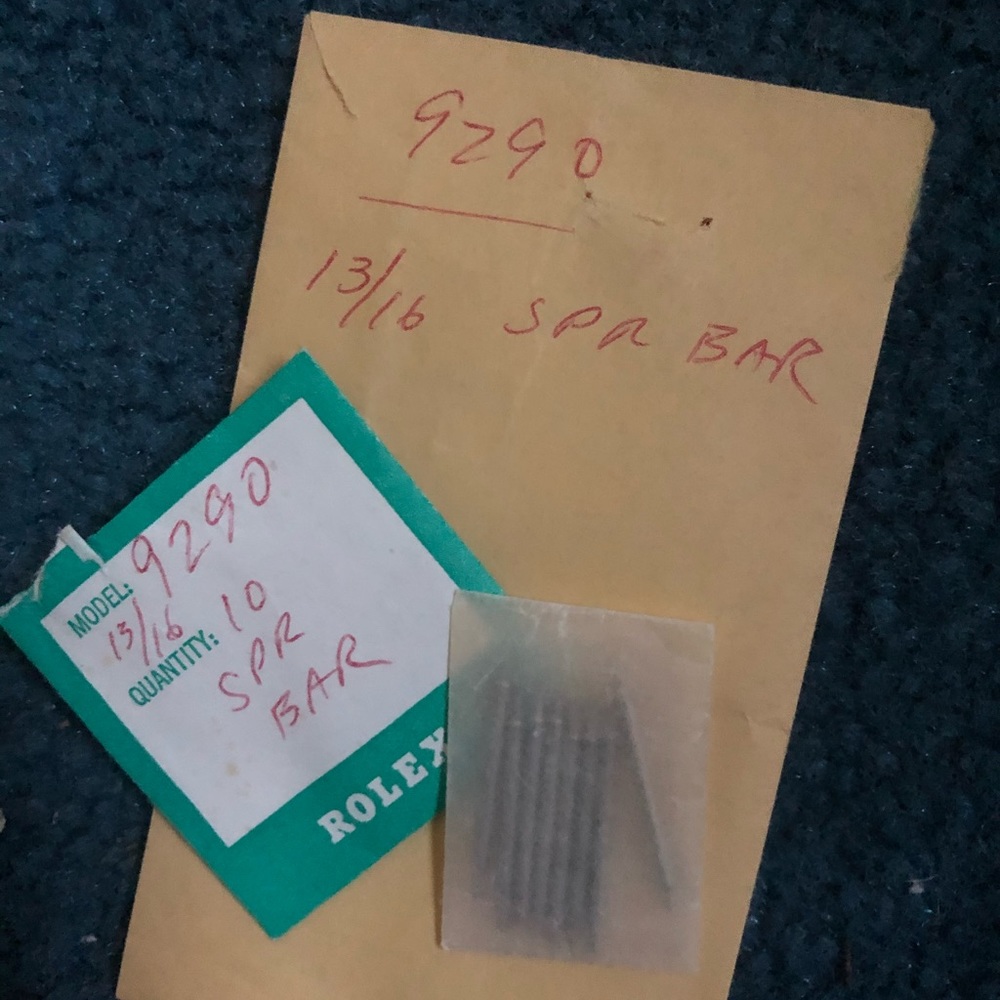 9290
13/16 SPR BAR
MODEL: 9290
13/16
QUANTITY: 10
SPR
BAR
ROLEX